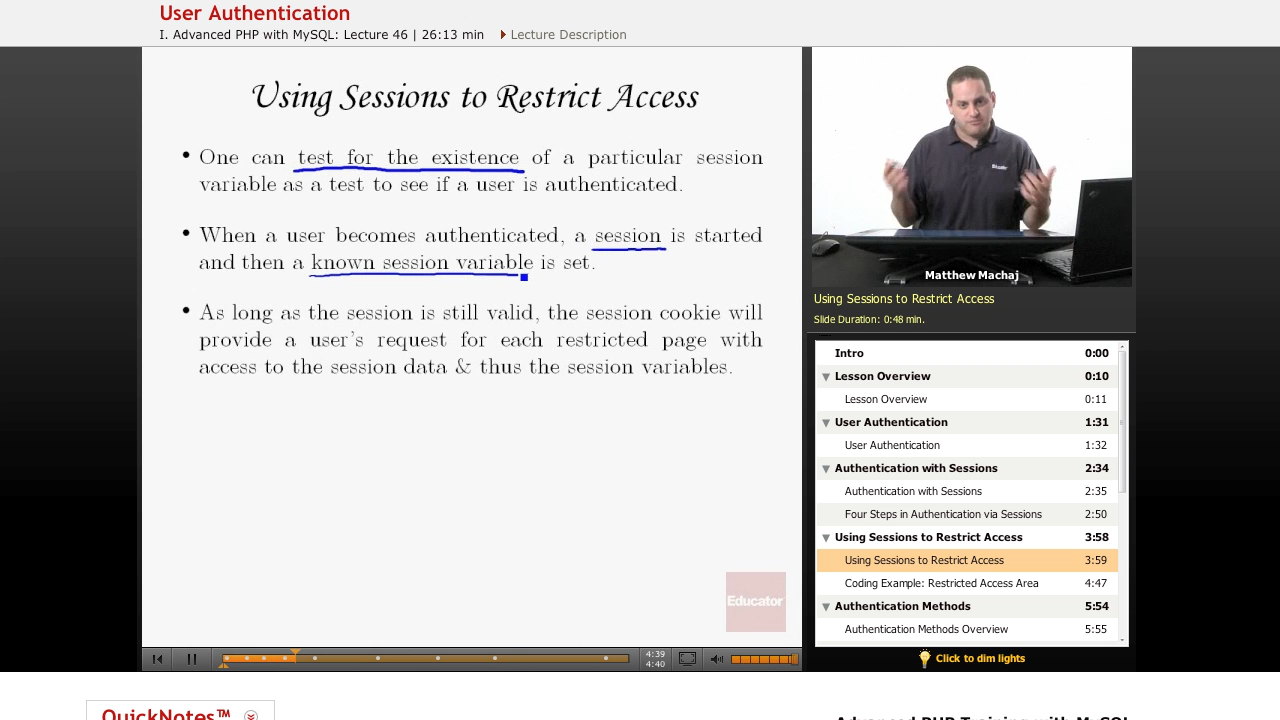 User Authentication
I. Advanced PHP with MySQL: Lecture 46 | 26:13 min
Lecture Description
Using Sessions to Restrict Access
• One can test for the existence of a particular session
variable as a test to see if a user is authenticated.
• When a user becomes authenticated, a session is started
and then a known session variable is set.
• As long as the session is still valid, the session cookie will
provide a user's request for each restricted page with
access to the session data & thus the session variables.
Educator
4:39
4:40
Matthew Machaj
Using Sessions to Restrict Access
Slide Duration: 0:48 min.
Intro 0:00
Lesson Overview 0:10
Lesson Overview 0:11
User Authentication 1:31
User Authentication 1:32
Authentication with Sessions 2:34
Authentication with Sessions 2:35
Four Steps in Authentication via Sessions 2:50
Using Sessions to Restrict Access 3:58
Using Sessions to Restrict Access 3:59
Coding Example: Restricted Access Area 4:47
Authentication Methods 5:54
Authentication Methods Overview 5:55
Click to dim lights
QuickNotes™
Advanced PHP Training with MySQL